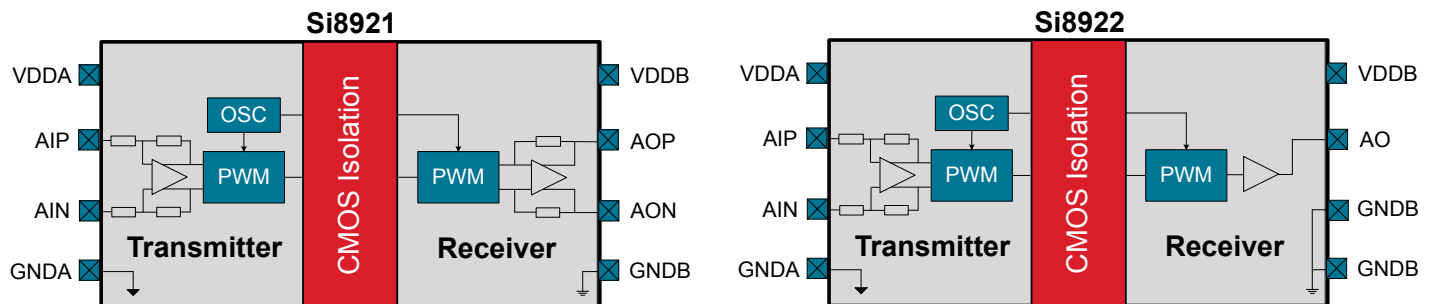 Si8921
VDDA
AIP
AIN
GNDA
OSC
PWM
Transmitter
CMOS Isolation
PWM
Receiver
VDDB
AOP
AON
GNDB
Si8922
VDDA
AIP
AIN
GNDA
OSC
PWM
Transmitter
CMOS Isolation
PWM
Receiver
VDDB
AO
GNDB
GNDB